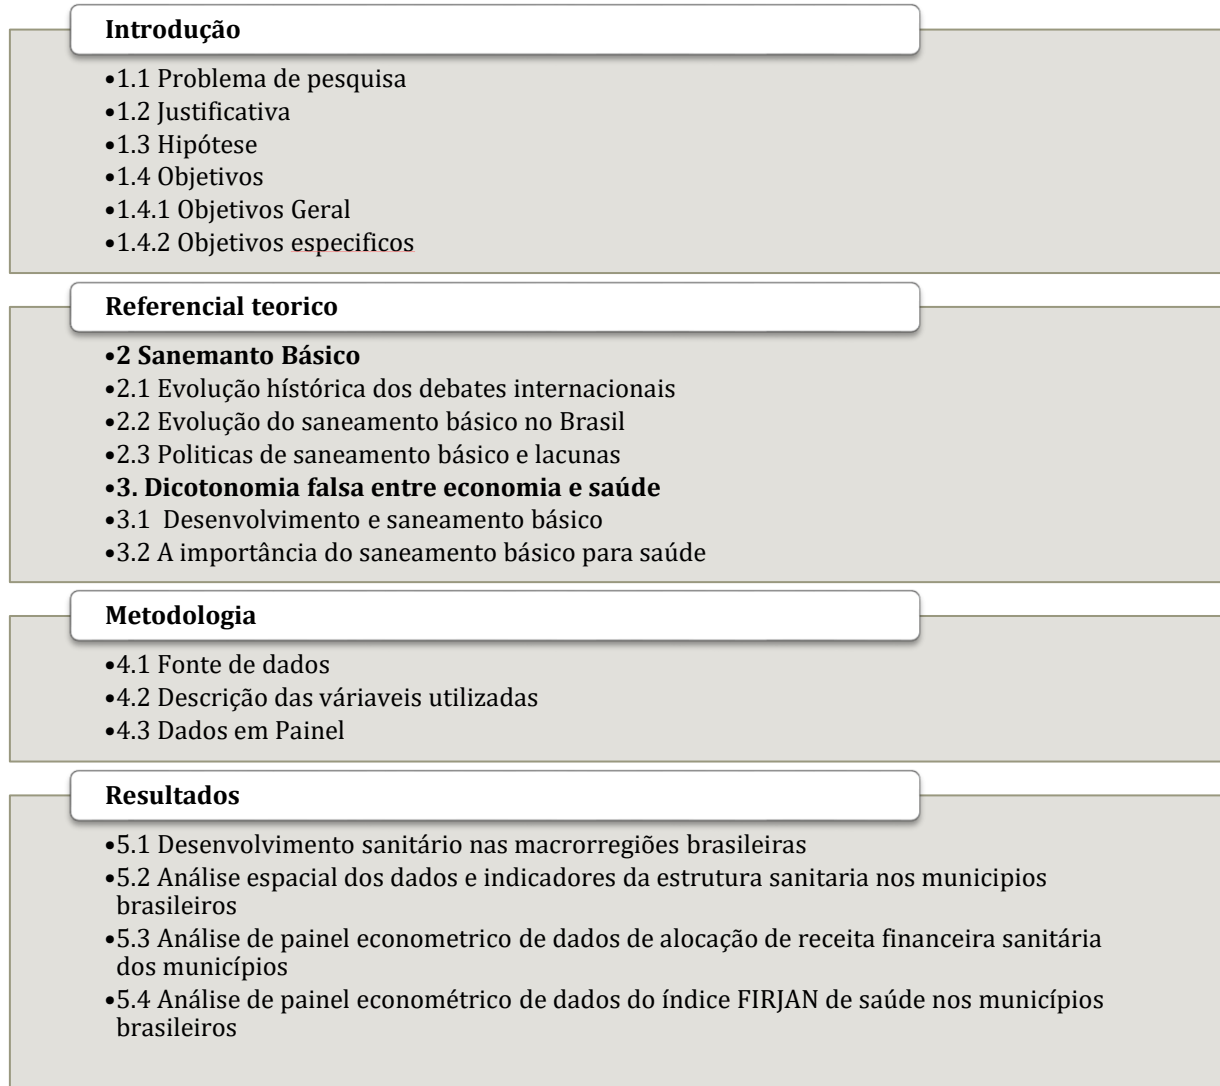 Introdução
•1.1 Problema de pesquisa
•1.2 Justificativa
•1.3 Hipótese
•1.4 Objetivos
•1.4.1 Objetivos Geral
•1.4.2 Objetivos especificos
Referencial teorico
•2 Sanemanto Básico
•2.1 Evolução hístórica dos debates internacionais
•2.2 Evolução do saneamento básico no Brasil
•2.3 Politicas de saneamento básico e lacunas
•3. Dicotonomia falsa entre economia e saúde
•3.1 Desenvolvimento e saneamento básico
•3.2 A importância do saneamento básico para saúde
Metodologia
•4.1 Fonte de dados
•4.2 Descrição das váriaveis utilizadas
•4.3 Dados em Painel
Resultados
•5.1 Desenvolvimento sanitário nas macrorregiões brasileiras
•5.2 Análise espacial dos dados e indicadores da estrutura sanitaria nos municipios
brasileiros
•5.3 Análise de painel econometrico de dados de alocação de receita financeira sanitária
dos municípios
•5.4 Análise de painel econométrico de dados do índice FIRJAN de saúde nos municípios
brasileiros